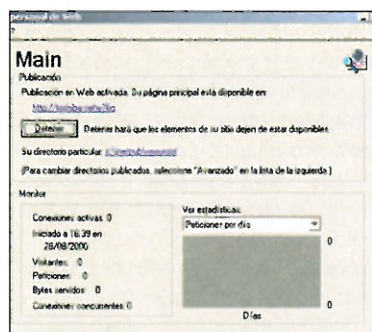 personal de Web
?
Main
Publicación
Publicación en Web activada. Su página principal está disponible en:
Detener Detener hará que los elementos de su sitio dejen de estar disponibles.
Su directorio particular:
(Para cambiar directorios publicados, seleccione "Avanzado" en la lista de la izquierda.)
Monitor
Conexiones activas: 0
Iniciado a 16:39 en
28/08/2000
Visitantes: 0
Peticiones: 0
Bytes servidos: 0
Conexiones concurrentes: 0
Ver estadísticas:
Peticiones por día
0
0
Días